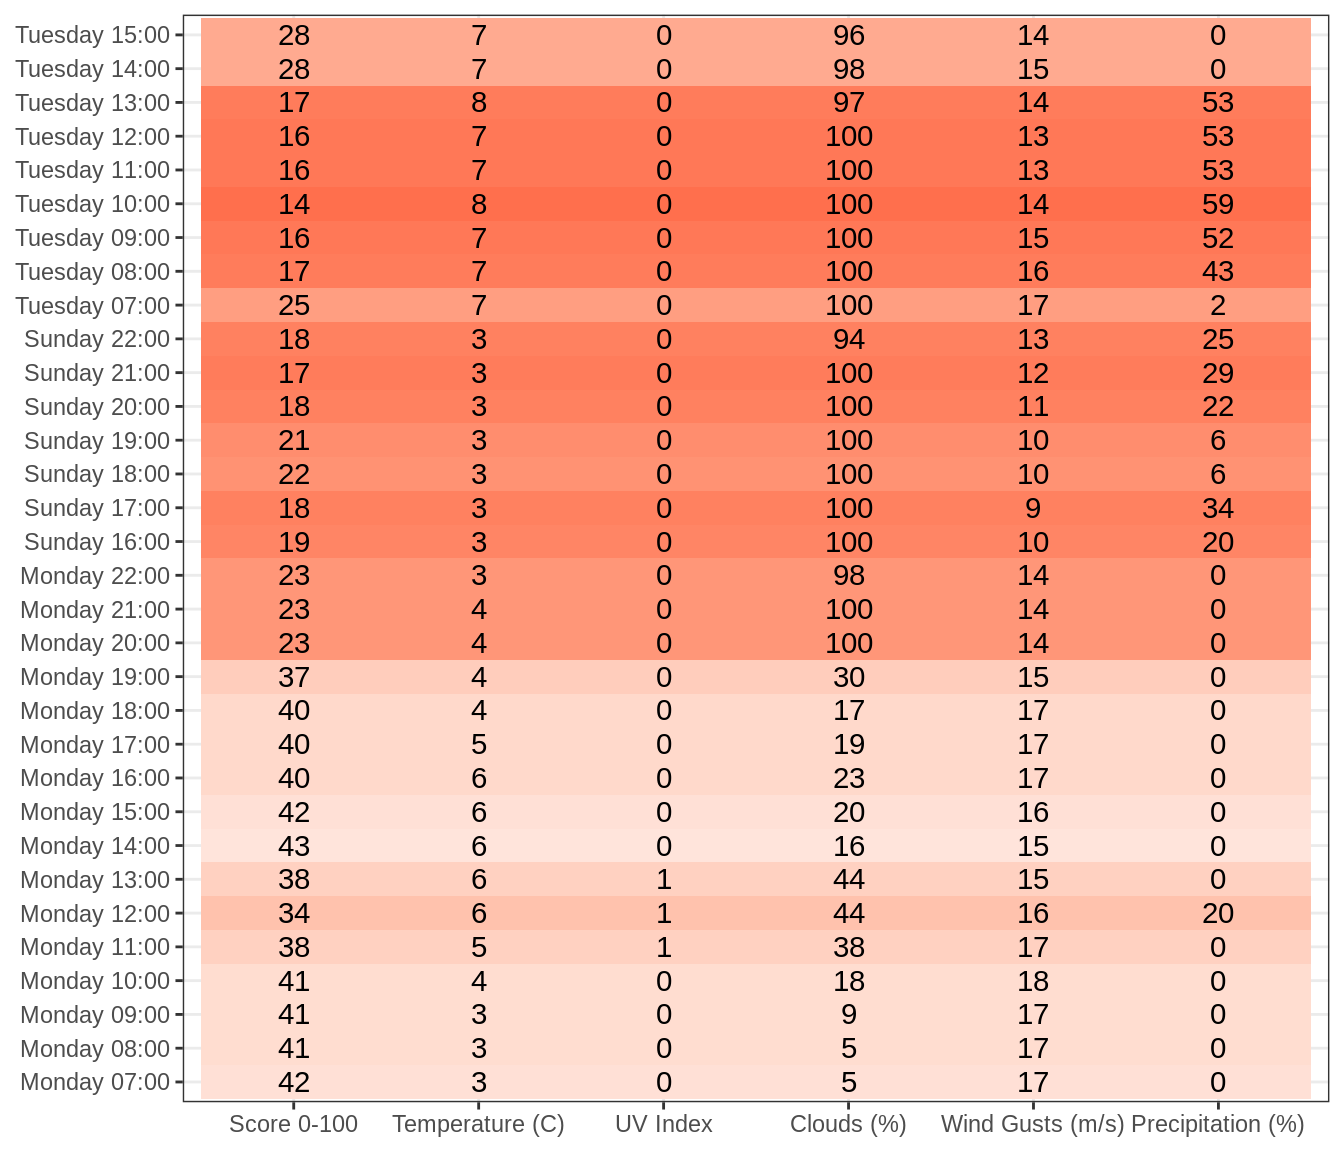 Tuesday 15:00 28 7 0 96 14 0
Tuesday 14:00 28 7 0 98 15 0
Tuesday 13:00 17 8 0 97 14 53
Tuesday 12:00 16 7 0 100 13 53
Tuesday 11:00 16 7 0 100 13 53
Tuesday 10:00 14 8 0 100 14 59
Tuesday 09:00 16 7 0 100 15 52
Tuesday 08:00 17 7 0 100 16 43
Tuesday 07:00 25 7 0 100 17 2
Sunday 22:00 18 3 0 94 13 25
Sunday 21:00 17 3 0 100 12 29
Sunday 20:00 18 3 0 100 11 22
Sunday 19:00 21 3 0 100 10 6
Sunday 18:00 22 3 0 100 10 6
Sunday 17:00 18 3 0 100 9 34
Sunday 16:00 19 3 0 100 10 20
Monday 22:00 23 3 0 98 14 0
Monday 21:00 23 4 0 100 14 0
Monday 20:00 23 4 0 100 14 0
Monday 19:00 37 4 0 30 15 0
Monday 18:00 40 4 0 17 17 0
Monday 17:00 40 5 0 19 17 0
Monday 16:00 40 6 0 23 17 0
Monday 15:00 42 6 0 20 16 0
Monday 14:00 43 6 0 16 15 0
Monday 13:00 38 6 1 44 15 0
Monday 12:00 34 6 1 44 16 20
Monday 11:00 38 5 1 38 17 0
Monday 10:00 41 4 0 18 18 0
Monday 09:00 41 3 0 9 17 0
Monday 08:00 41 3 0 5 17 0
Monday 07:00 42 3 0 5 17 0
Score 0-100 Temperature (C) UV Index Clouds (%) Wind Gusts (m/s) Precipitation (%)